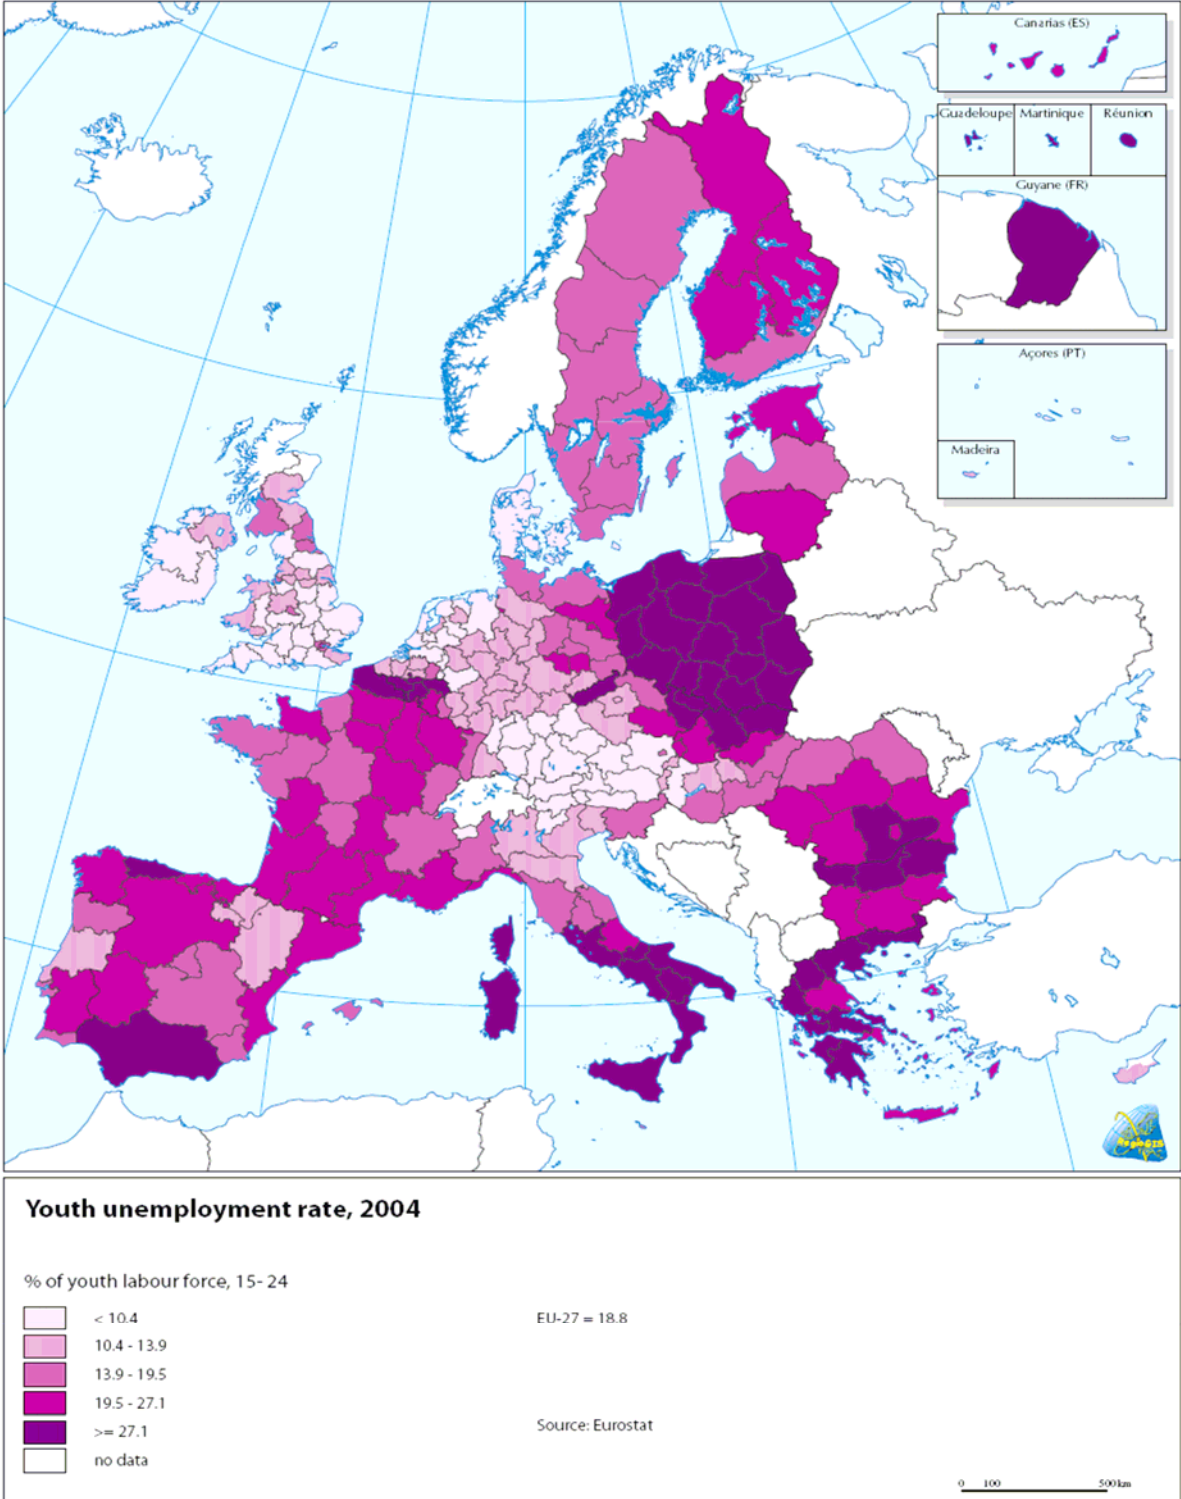 Canarias (ES)
Guadeloupe
Martinique
Réunion
Guyane (FR)
Açores (PT)
Madeira
RegioGIS
Youth unemployment rate, 2004
% of youth labour force, 15- 24
< 10.4
EU-27 = 18.8
10.4 - 13.9
13.9 - 19.5
19.5 - 27.1
>= 27.1
Source: Eurostat
no data
0 100 500km